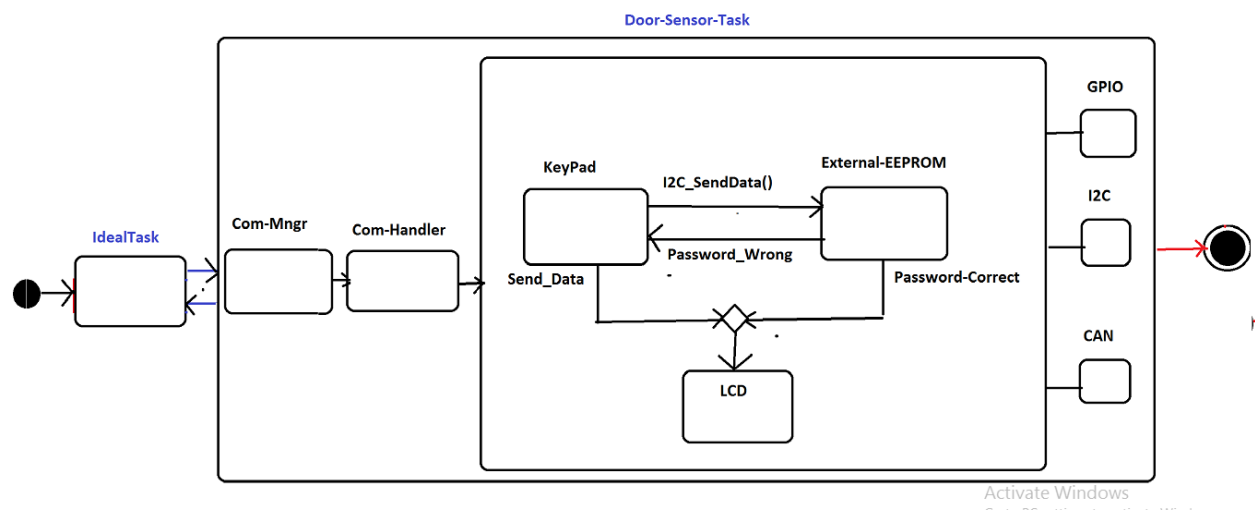 Door-Sensor-Task
GPIO
KeyPad
External-EEPROM
I2C_SendData()
I2C
Com-Mngr
Com-Handler
IdealTask
Password_Wrong
Send_Data
Password-Correct
CAN
LCD
Activate Windows